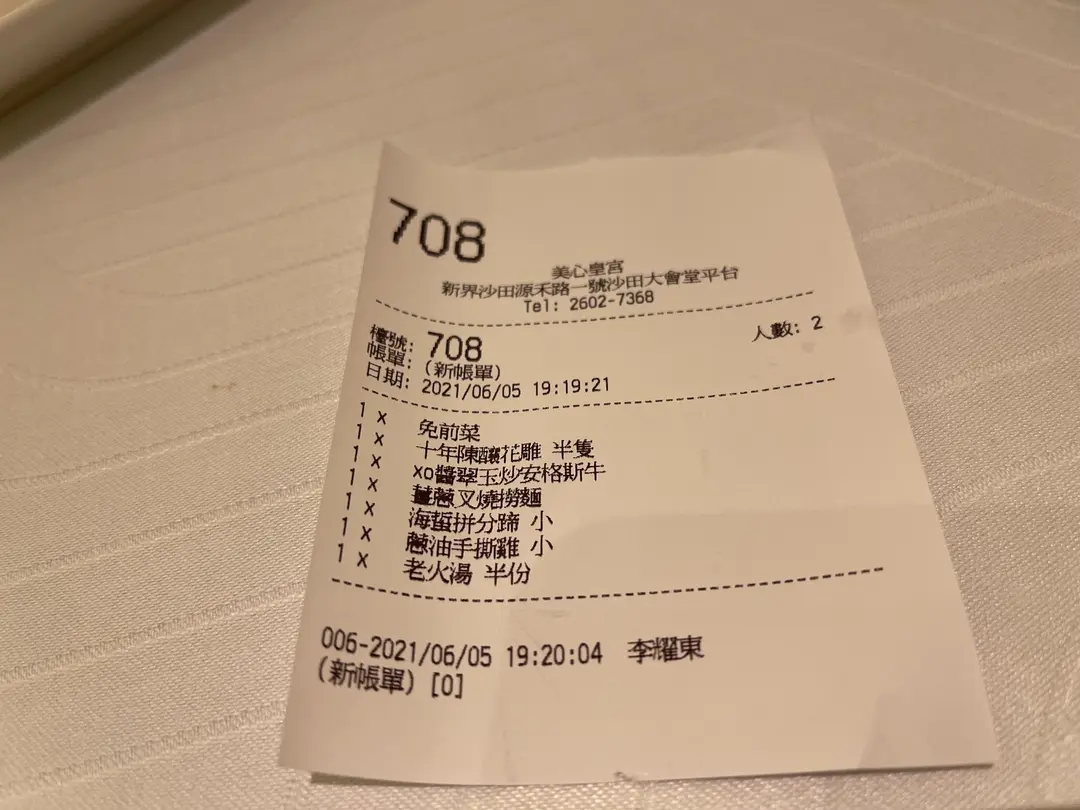 708
美心皇宮
新界沙田源禾路一號沙田大會堂平台
Tel: 2602-7368
檯號: 708 人數: 2
帳單: (新帳單)
日期: 2021/06/05 19:19:21
1 x 免前菜
1 x 十年陳釀花雕 半隻
1 x xo醬翠玉炒安格斯牛
1 x 薑蔥叉燒撈麵
1 x 海蜇拼分蹄 小
1 x 蔥油手撕雞 小
1 x 老火湯 半份
006-2021/06/05 19:20:04 李耀東
(新帳單) [0]